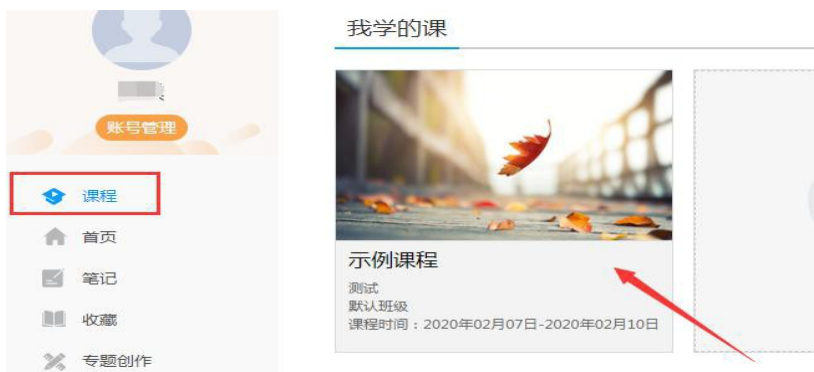 账号管理
课程
首页
笔记
收藏
专题创作
我学的课
示例课程
测试
默认班级
课程时间：2020年02月07日-2020年02月10日